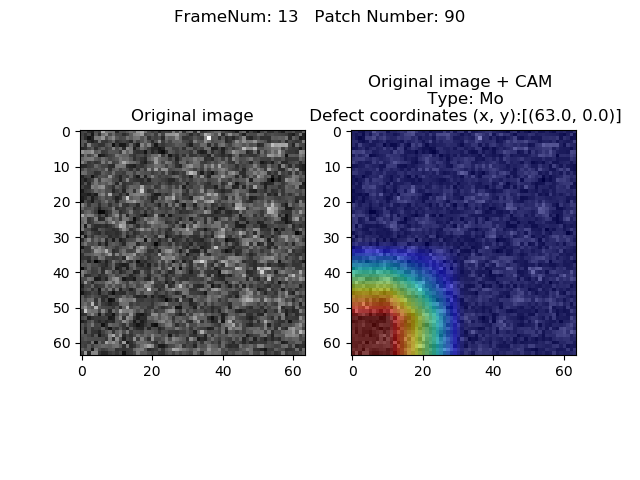 FrameNum: 13   Patch Number: 90
Original image
Original image + CAM
Type: Mo
Defect coordinates (x, y):[(63.0, 0.0)]
0
10
20
30
40
50
60
0 20 40 60
0
10
20
30
40
50
60
0 20 40 60